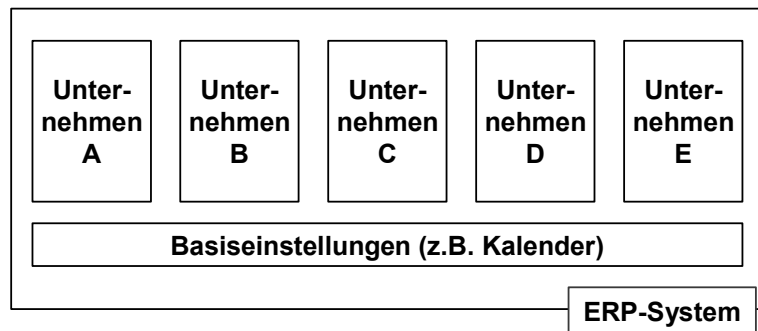 Unter-
nehmen
A
Unter-
nehmen
B
Unter-
nehmen
C
Unter-
nehmen
D
Unter-
nehmen
E
Basiseinstellungen (z.B. Kalender)
ERP-System